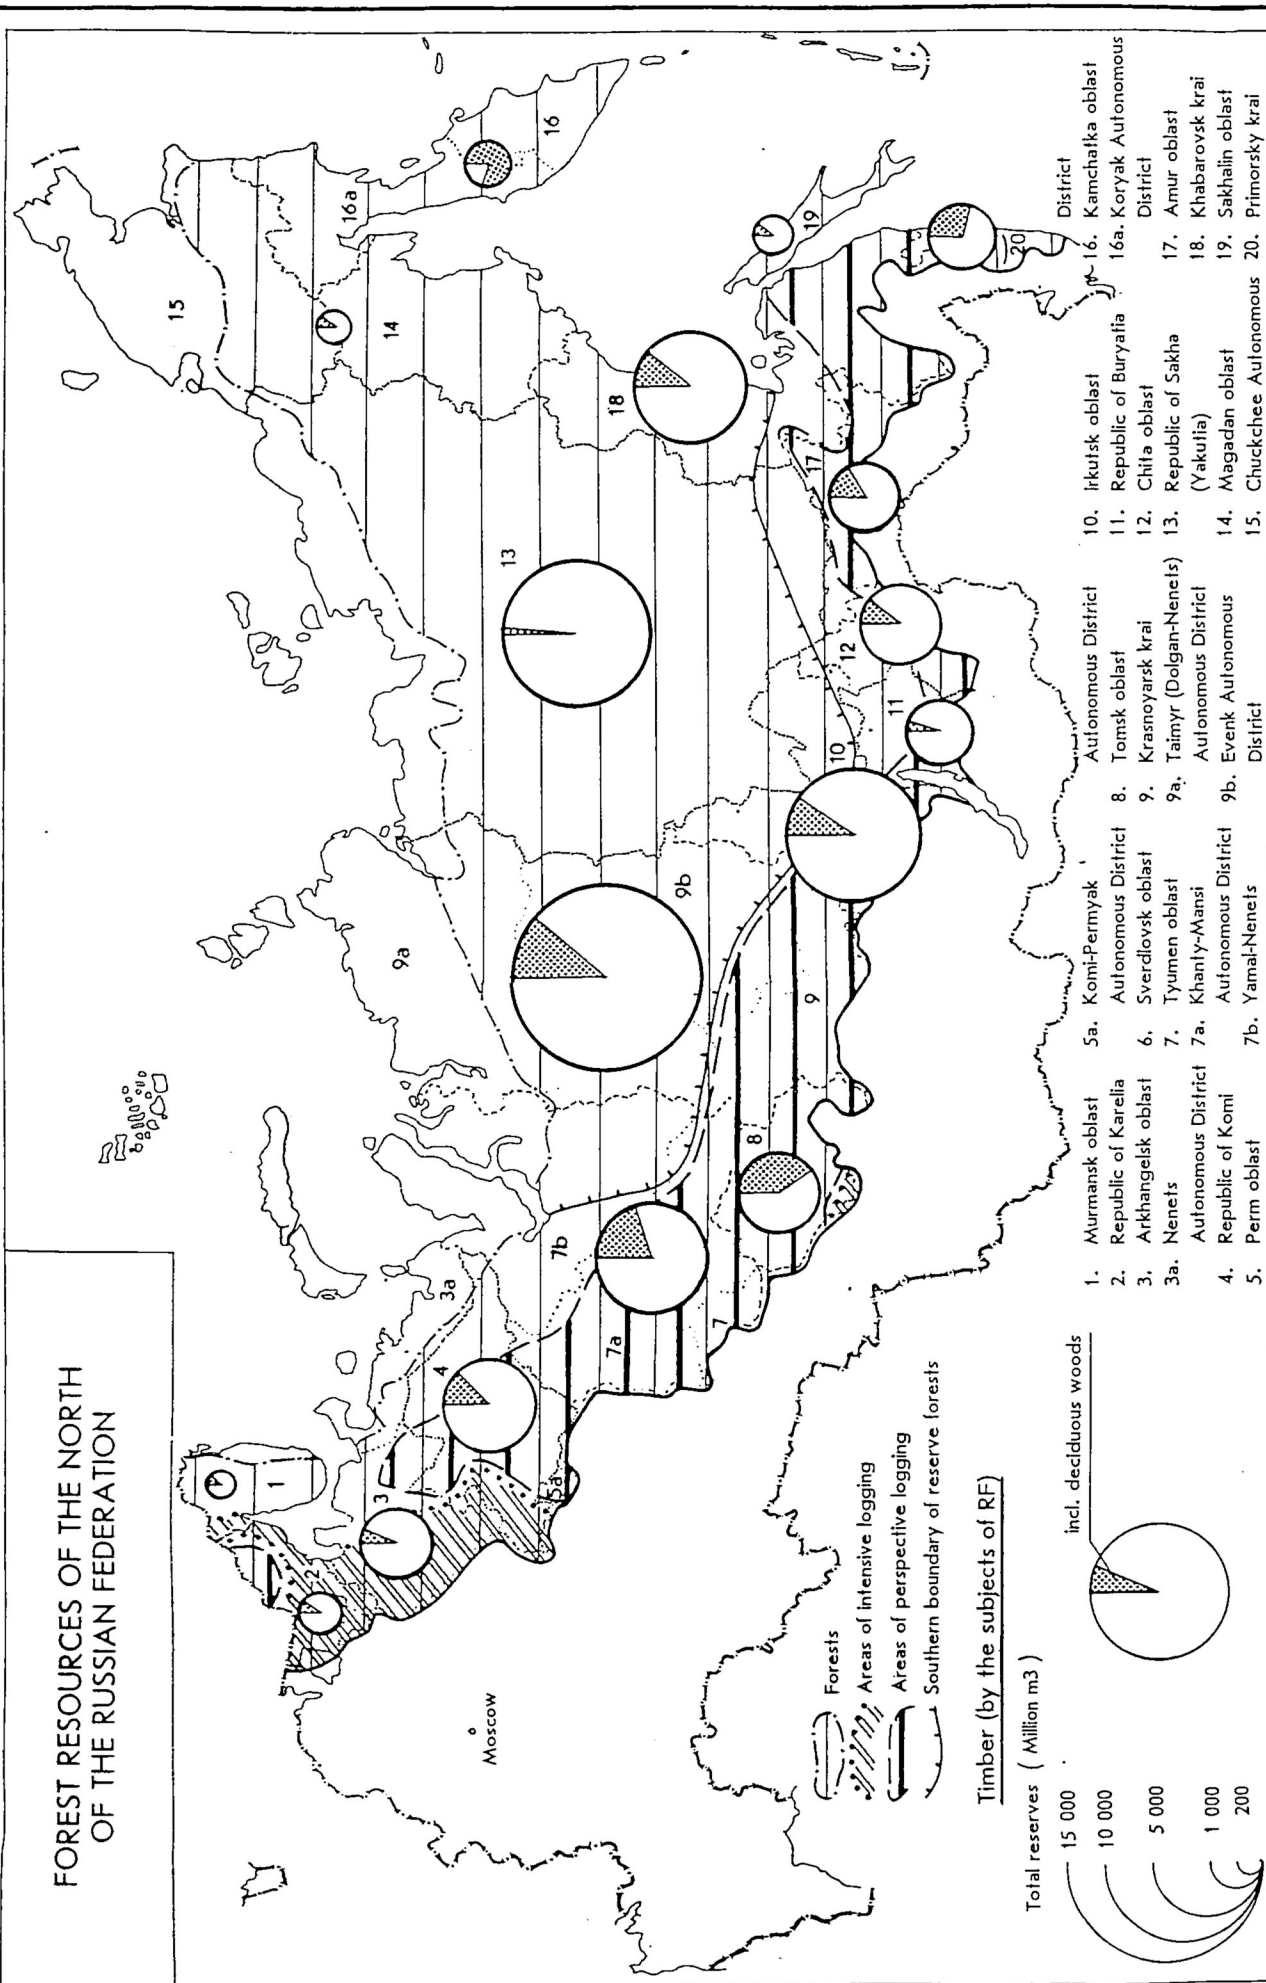 FOREST RESOURCES OF THE NORTH
OF THE RUSSIAN FEDERATION
1
2
3
3a
4
5a
7a
7b
7
8
9
9a
9b
10
11
12
13
14
15
16
16a
17
18
19
20
Moscow
Forests
Areas of intensive logging
Areas of perspective logging
Southern boundary of reserve forests
Timber (by the subjects of RF)
Total reserves ( Million m3 )
15 000
10 000
5 000
1 000
200
incl. deciduous woods
1. Murmansk oblast
2. Republic of Karelia
3. Arkhangelsk oblast
3a. Nenets
Autonomous District
4. Republic of Komi
5. Perm oblast
5a. Komi-Permyak
Autonomous District
6. Sverdlovsk oblast
7. Tyumen oblast
7a. Khanty-Mansi
Autonomous District
7b. Yamal-Nenets
Autonomous District
8. Tomsk oblast
9. Krasnoyarsk krai
9a. Taimyr (Dolgan-Nenets)
Autonomous District
9b. Evenk Autonomous
District
10. Irkutsk oblast
11. Republic of Buryatia
12. Chita oblast
13. Republic of Sakha
(Yakutia)
14. Magadan oblast
15. Chuckchee Autonomous
District
16. Kamchatka oblast
16a. Koryak Autonomous
District
17. Amur oblast
18. Khabarovsk krai
19. Sakhalin oblast
20. Primorsky krai